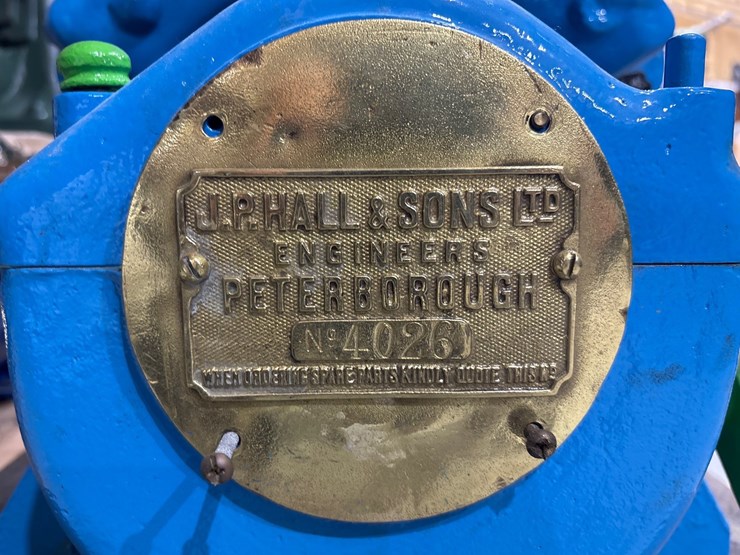 J.P.HALL & SONS LTD
ENGINEERS
PETERBOROUGH
No 4026
WHEN ORDERING SPARE PARTS KINDLY QUOTE THIS No